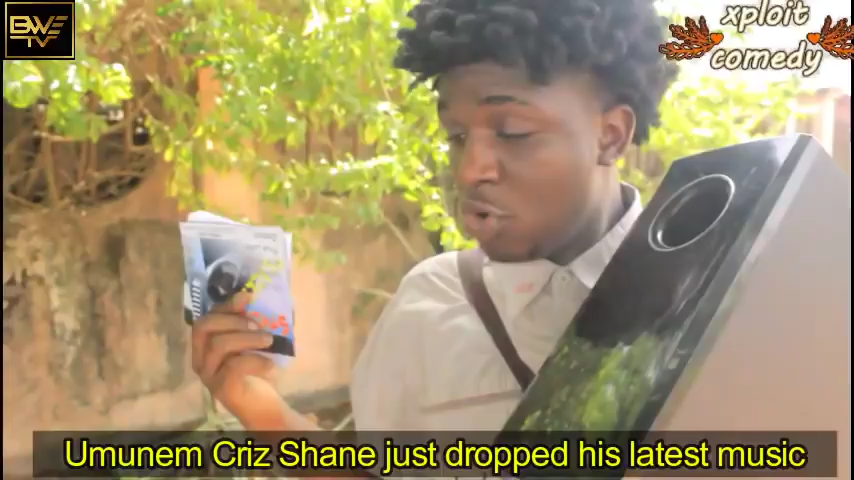 BWE
TV
xploit
comedy
Umunem Criz Shane just dropped his latest music